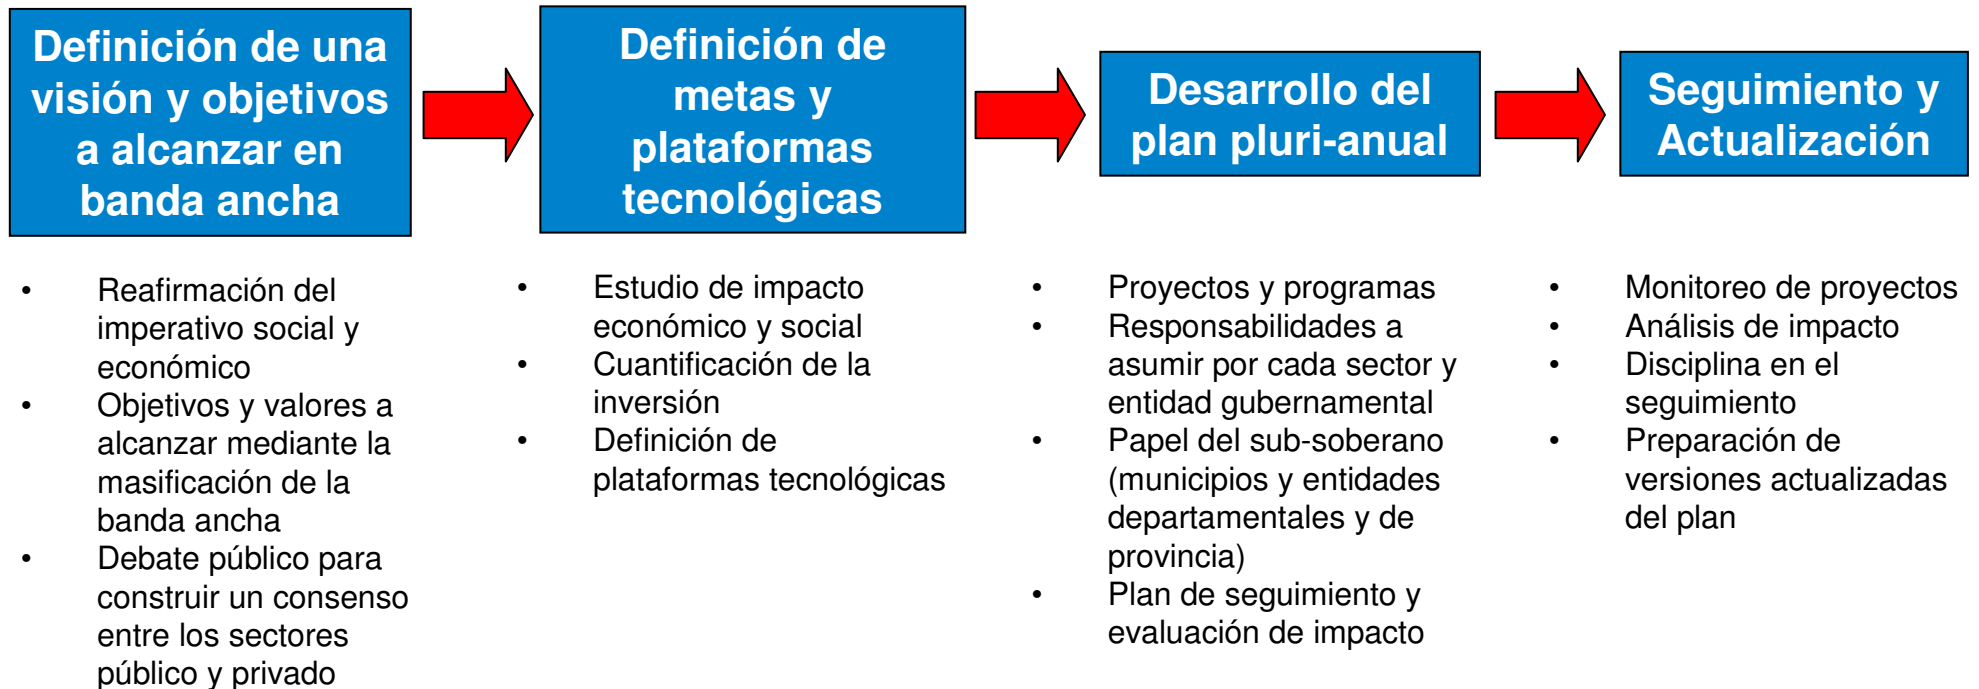 Definición de una
visión y objetivos
a alcanzar en
banda ancha
• Reafirmación del
imperativo social y
económico
• Objetivos y valores a
alcanzar mediante la
masificación de la
banda ancha
• Debate público para
construir un consenso
entre los sectores
público y privado
Definición de
metas y
plataformas
tecnológicas
• Estudio de impacto
económico y social
• Cuantificación de la
inversión
• Definición de
plataformas tecnológicas
Desarrollo del
plan pluri-anual
• Proyectos y programas
• Responsabilidades a
asumir por cada sector y
entidad gubernamental
• Papel del sub-soberano
(municipios y entidades
departamentales y de
provincia)
• Plan de seguimiento y
evaluación de impacto
Seguimiento y
Actualización
• Monitoreo de proyectos
• Análisis de impacto
• Disciplina en el
seguimiento
• Preparación de
versiones actualizadas
del plan